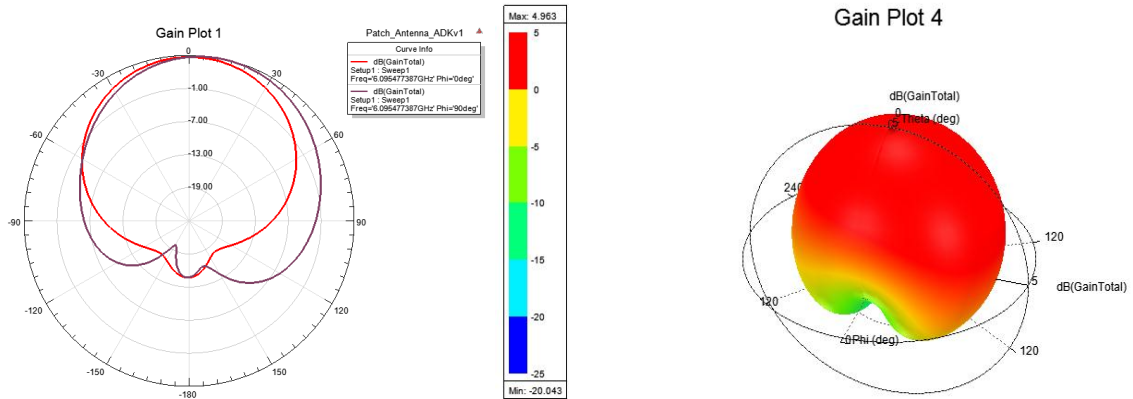 Gain Plot 1
Patch_Antenna_ADKv1
Curve Info
dB(GainTotal)
Setup1 : Sweep1
Freq='6.095477387GHz' Phi='0deg'
dB(GainTotal)
Setup1 : Sweep1
Freq='6.095477387GHz' Phi='90deg'
0
-30
30
-1.00
-60
60
-7.00
-13.00
-19.00
-90
90
-120
120
-150
150
-180
Max: 4.963
5
0
-5
-10
-15
-20
-25
Min: -20.043
Gain Plot 4
dB(GainTotal)
0
Theta (deg)
240
120
5
dB(GainTotal)
120
Phi (deg)
120